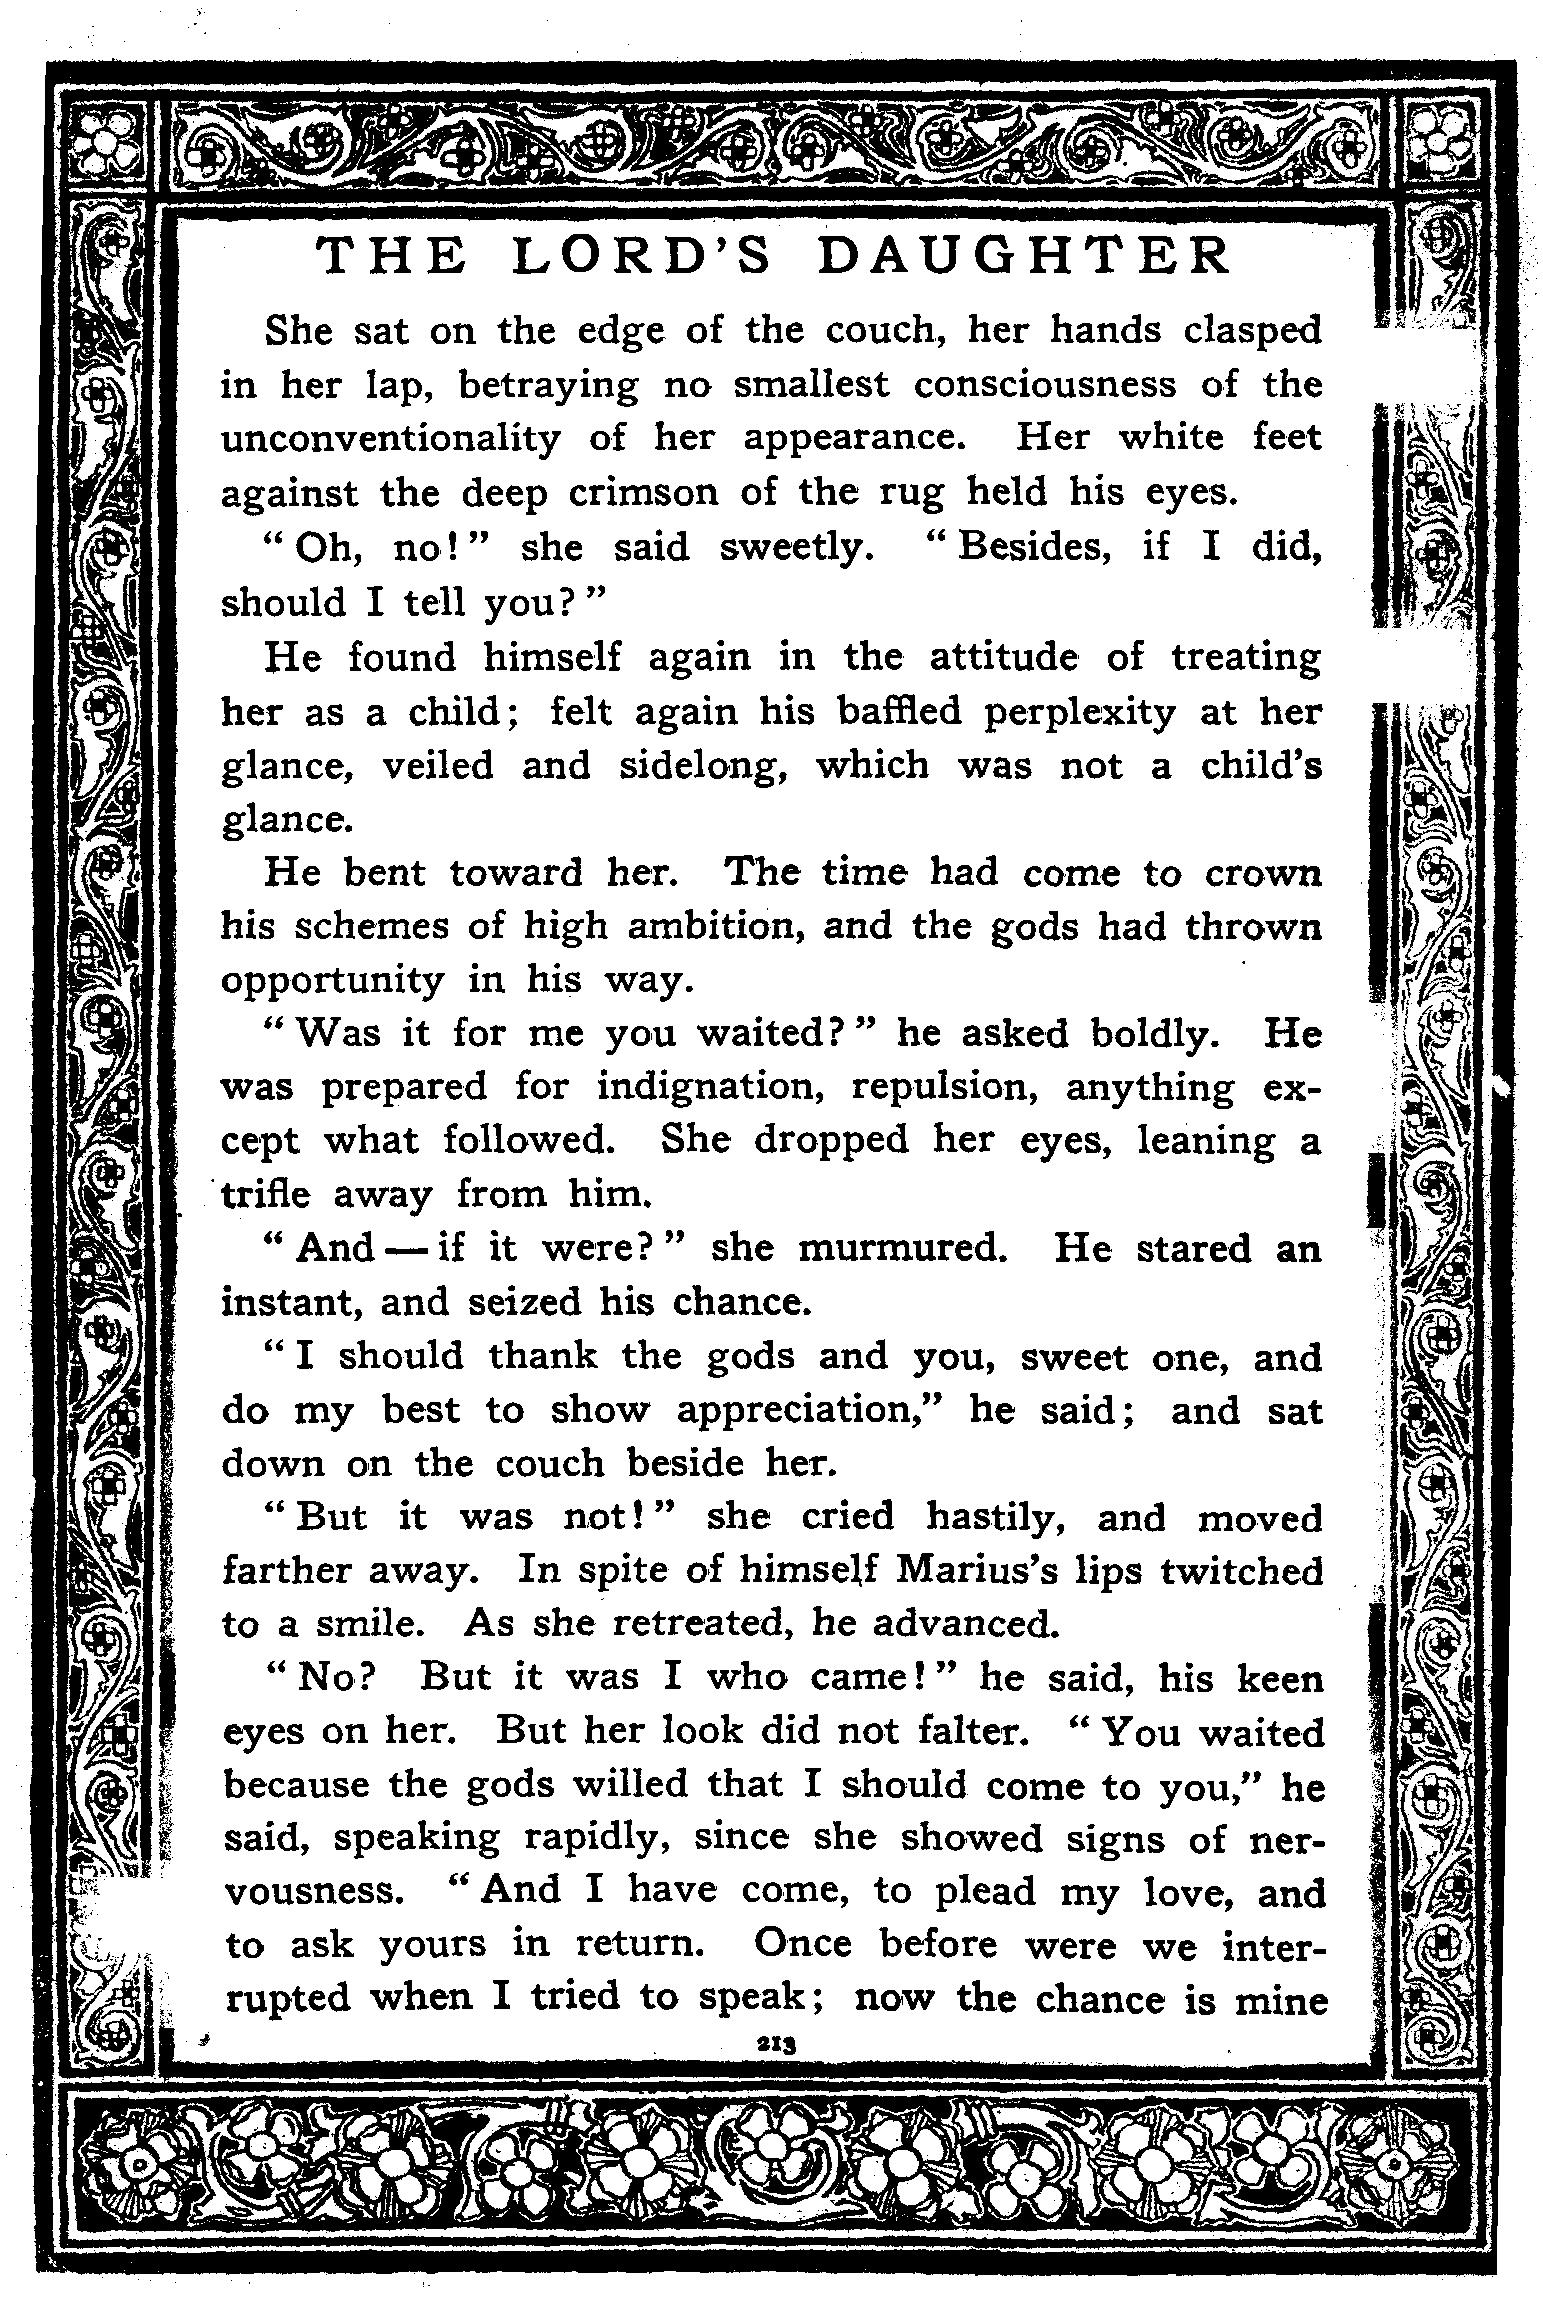 THE LORD'S DAUGHTER
She sat on the edge of the couch, her hands clasped
in her lap, betraying no smallest consciousness of the
unconventionality of her appearance. Her white feet
against the deep crimson of the rug held his eyes.
"Oh, no!" she said sweetly. "Besides, if I did,
should I tell you?"
He found himself again in the attitude of treating
her as a child; felt again his baffled perplexity at her
glance, veiled and sidelong, which was not a child's
glance.
He bent toward her. The time had come to crown
his schemes of high ambition, and the gods had thrown
opportunity in his way.
"Was it for me you waited?" he asked boldly. He
was prepared for indignation, repulsion, anything ex-
cept what followed. She dropped her eyes, leaning a
trifle away from him.
"And—if it were?" she murmured. He stared an
instant, and seized his chance.
"I should thank the gods and you, sweet one, and
do my best to show appreciation," he said; and sat
down on the couch beside her.
"But it was not!" she cried hastily, and moved
farther away. In spite of himself Marius's lips twitched
to a smile. As she retreated, he advanced.
"No? But it was I who came!" he said, his keen
eyes on her. But her look did not falter. "You waited
because the gods willed that I should come to you," he
said, speaking rapidly, since she showed signs of ner-
vousness. "And I have come, to plead my love, and
to ask yours in return. Once before were we inter-
rupted when I tried to speak; now the chance is mine
213